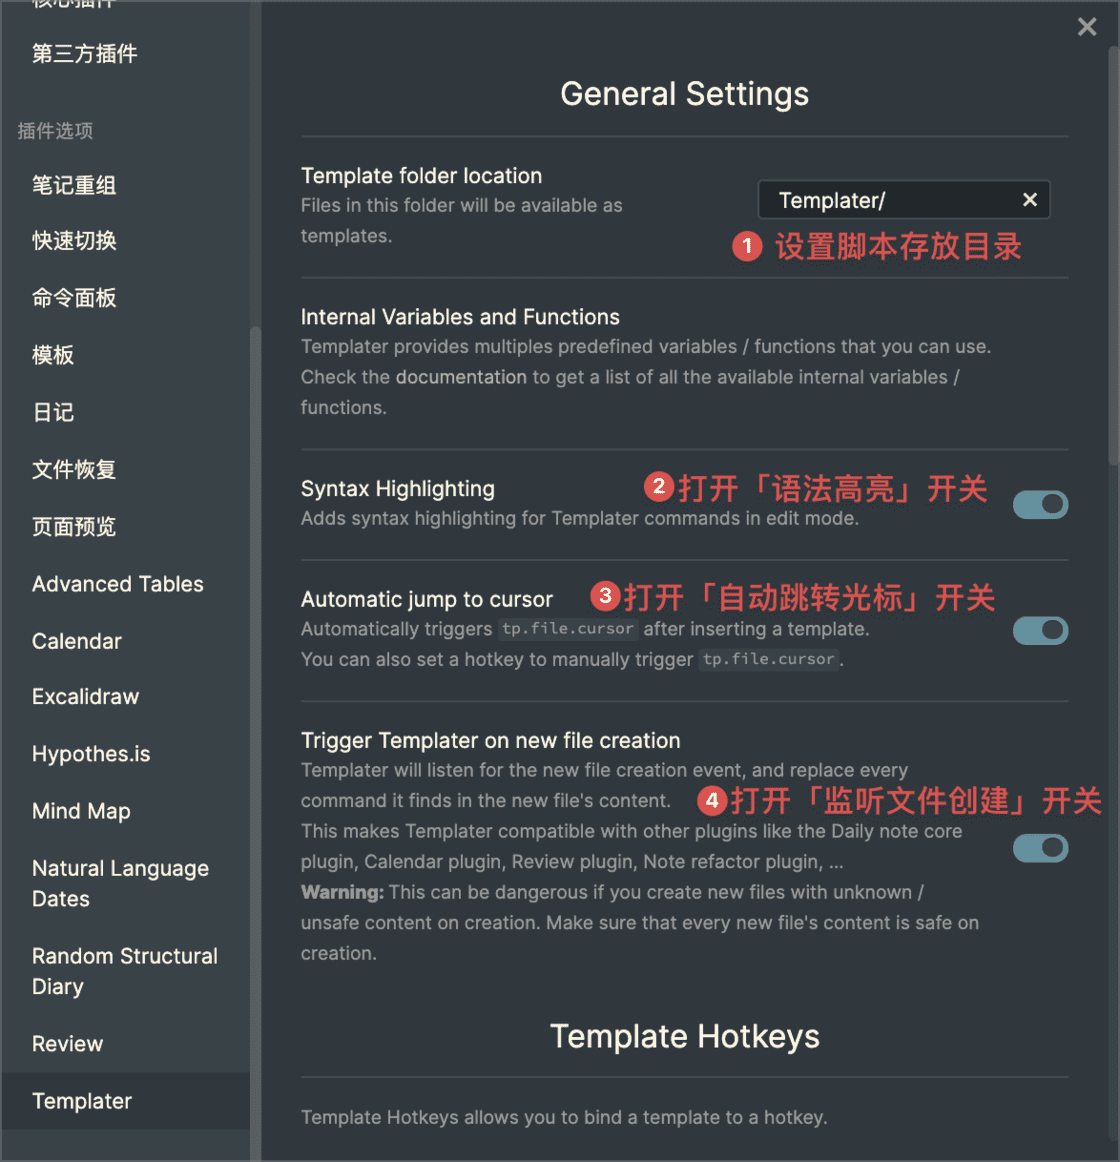 核心插件
第三方插件
插件选项
笔记重组
快速切换
命令面板
模板
日记
文件恢复
页面预览
Advanced Tables
Calendar
Excalidraw
Hypothes.is
Mind Map
Natural Language
Dates
Random Structural
Diary
Review
Templater
General Settings
Template folder location
Files in this folder will be available as
templates.
Templater/
1 设置脚本存放目录
Internal Variables and Functions
Templater provides multiples predefined variables / functions that you can use.
Check the documentation to get a list of all the available internal variables /
functions.
Syntax Highlighting
2 打开「语法高亮」开关
Adds syntax highlighting for Templater commands in edit mode.
Automatic jump to cursor
3 打开「自动跳转光标」开关
Automatically triggers tp.file.cursor after inserting a template.
You can also set a hotkey to manually trigger tp.file.cursor.
Trigger Templater on new file creation
Templater will listen for the new file creation event, and replace every
command it finds in the new file's content.
4 打开「监听文件创建」开关
This makes Templater compatible with other plugins like the Daily note core
plugin, Calendar plugin, Review plugin, Note refactor plugin, ...
Warning: This can be dangerous if you create new files with unknown /
unsafe content on creation. Make sure that every new file's content is safe on
creation.
Template Hotkeys
Template Hotkeys allows you to bind a template to a hotkey.